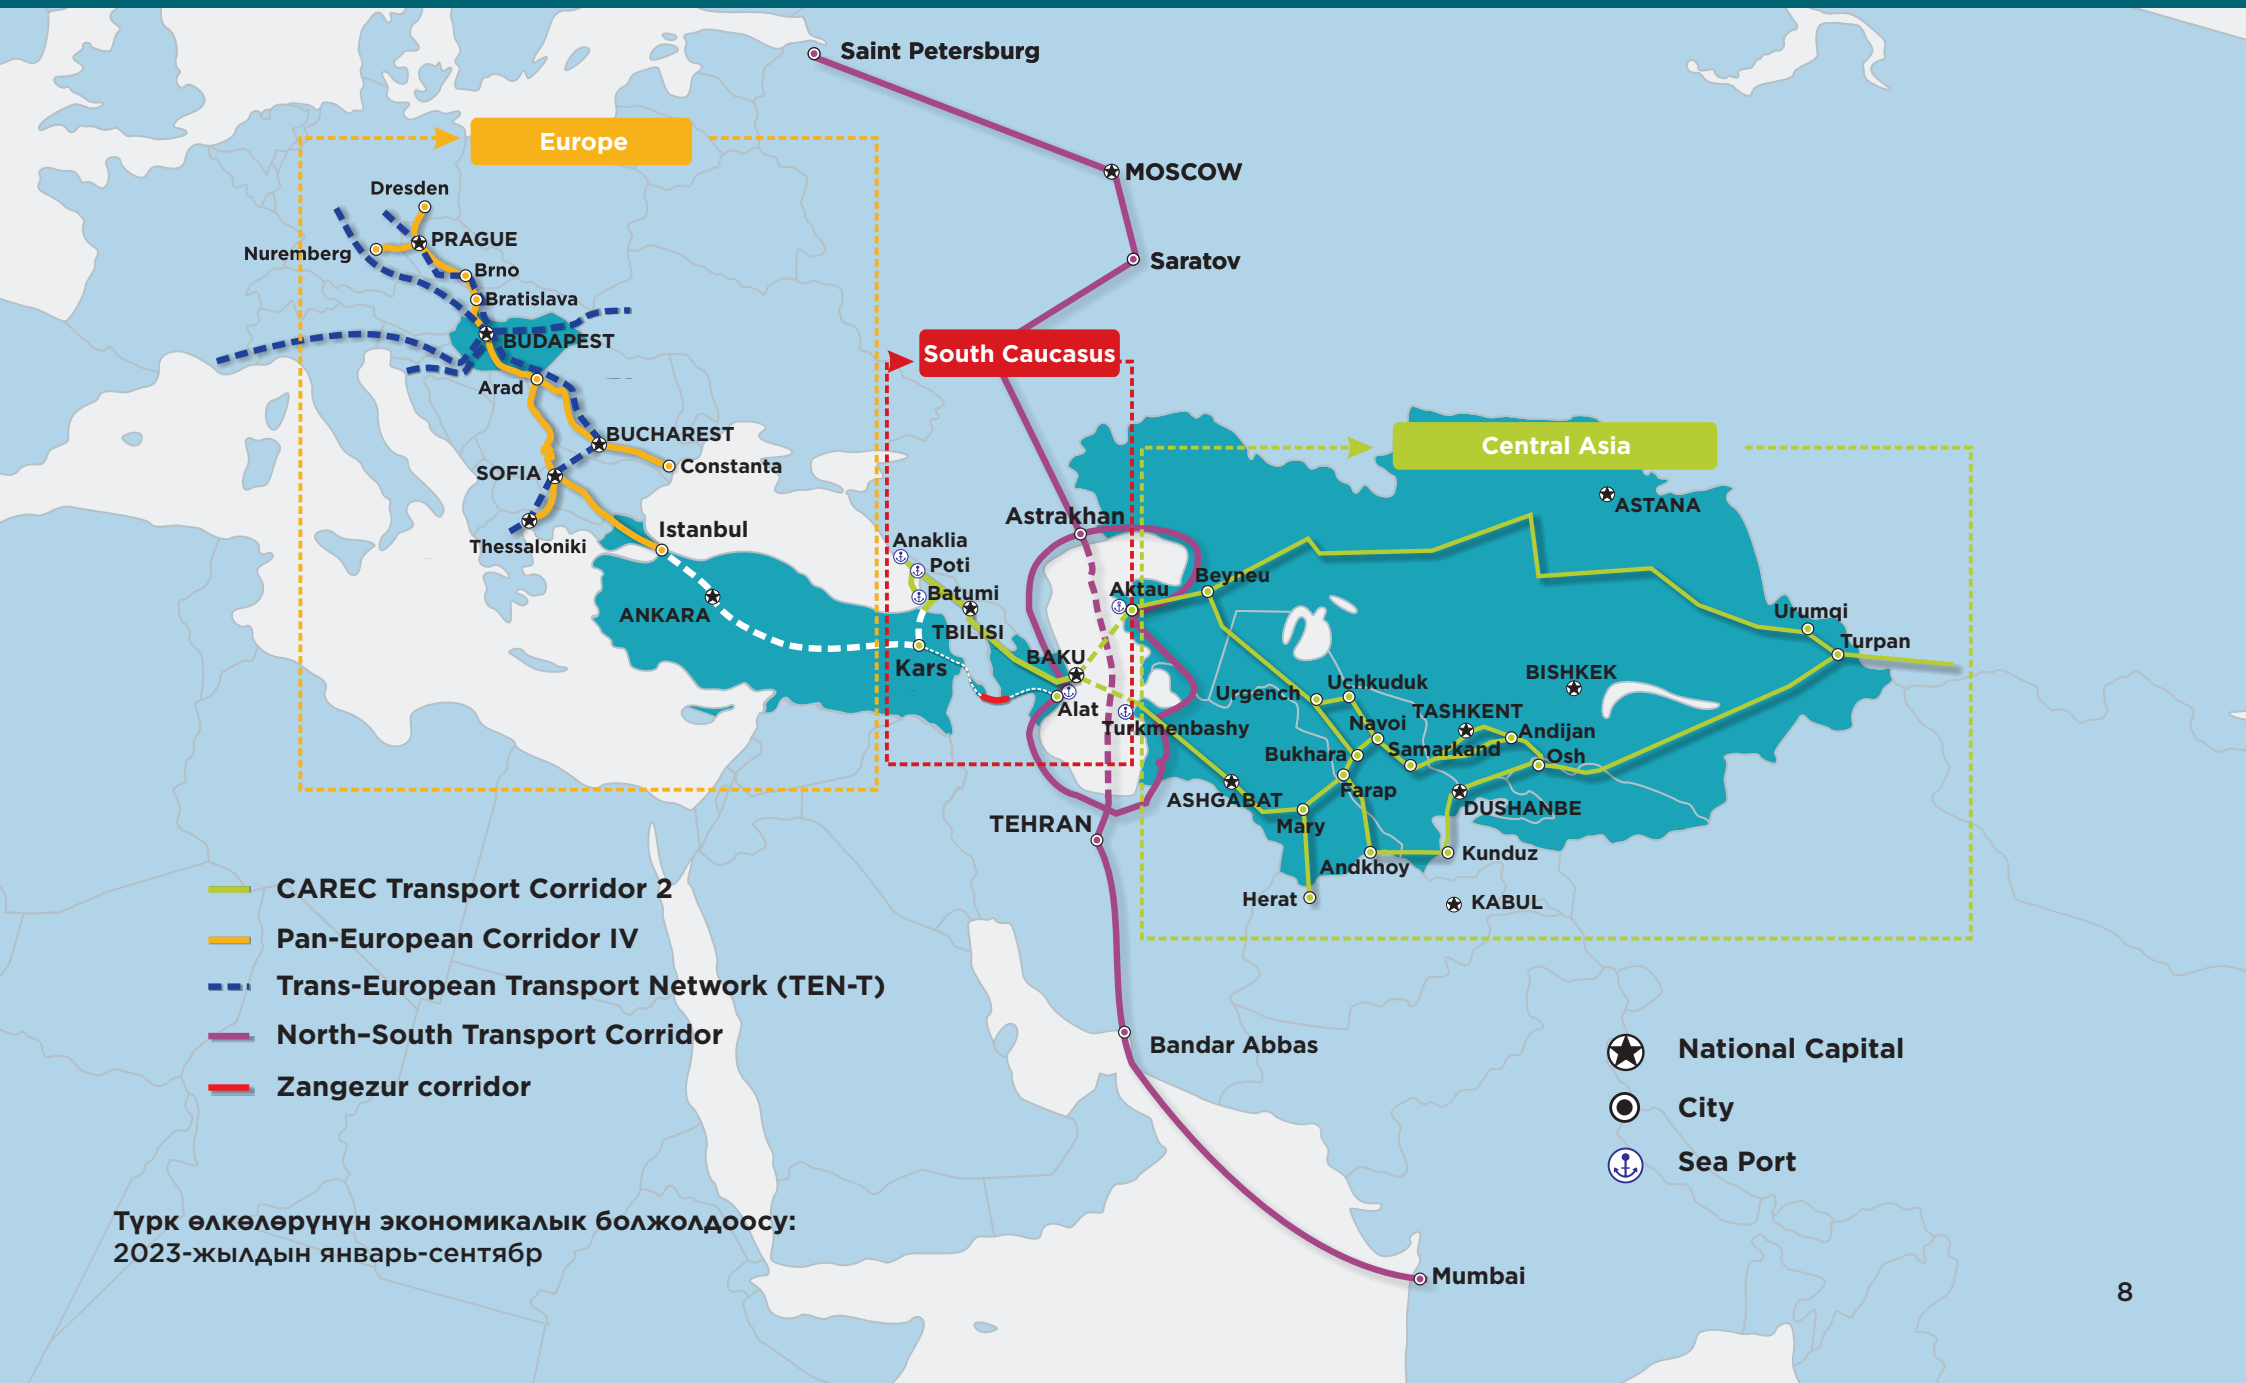 Saint Petersburg
Europe
MOSCOW
Dresden
PRAGUE
Nuremberg
Brno
Saratov
Bratislava
BUDAPEST
South Caucasus
Arad
BUCHAREST
Central Asia
Constanta
SOFIA
ASTANA
Astrakhan
Istanbul
Thessaloniki
Anaklia
Poti
Beyneu
Aktau
Batumi
ANKARA
Urumqi
TBILISI
Turpan
BAKU
Kars
BISHKEK
Uchkuduk
Urgench
Alat
TASHKENT
Navoi
Turkmenbashy
Andijan
Samarkand
Bukhara
Osh
Farap
ASHGABAT
DUSHANBE
TEHRAN
Mary
Kunduz
Andkhoy
Herat
KABUL
CAREC Transport Corridor 2
Pan-European Corridor IV
Trans-European Transport Network (TEN-T)
North–South Transport Corridor
Zangezur corridor
Bandar Abbas
National Capital
City
Sea Port
Түрк өлкөлөрүнүн экономикалык болжолдоосу:
2023-жылдын январь-сентябр
Mumbai
8